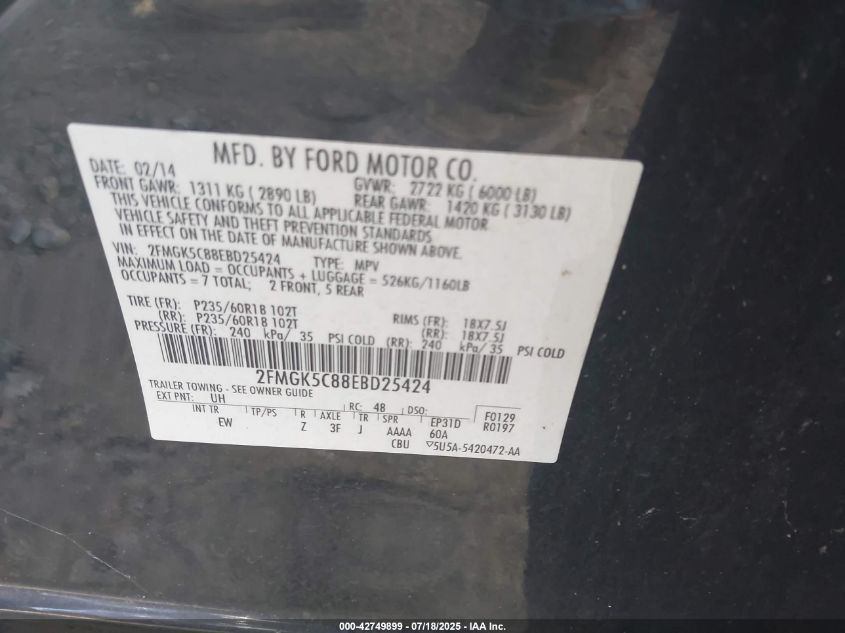 MFD. BY FORD MOTOR CO.
DATE: 02/14 GVWR: 2722 KG ( 6000 LB)
FRONT GAWR: 1311 KG ( 2890 LB) REAR GAWR: 1420 KG ( 3130 LB)
THIS VEHICLE CONFORMS TO ALL APPLICABLE FEDERAL MOTOR
VEHICLE SAFETY AND THEFT PREVENTION STANDARDS
IN EFFECT ON THE DATE OF MANUFACTURE SHOWN ABOVE.
VIN: 2FMGK5C88EBD25424 TYPE: MPV
MAXIMUM LOAD = OCCUPANTS + LUGGAGE = 526KG/1160LB
OCCUPANTS = 7 TOTAL; 2 FRONT, 5 REAR
TIRE (FR): P235/60R18 102T RIMS (FR): 18X7.5J
(RR): P235/60R18 102T (RR): 18X7.5J
PRESSURE (FR): 240 kPa/ 35 PSI COLD (RR): 240 kPa/ 35 PSI COLD
2FMGK5C88EBD25424
TRAILER TOWING - SEE OWNER GUIDE
EXT PNT: UH RC: 48 DSO: F0129
INT TR TP/PS R AXLE TR SPR EP31D R0197
EW Z 3F J AAAA 60A
CBU ▽5U5A-5420472-AA
000-42749899 - 07/18/2025 - IAA Inc.